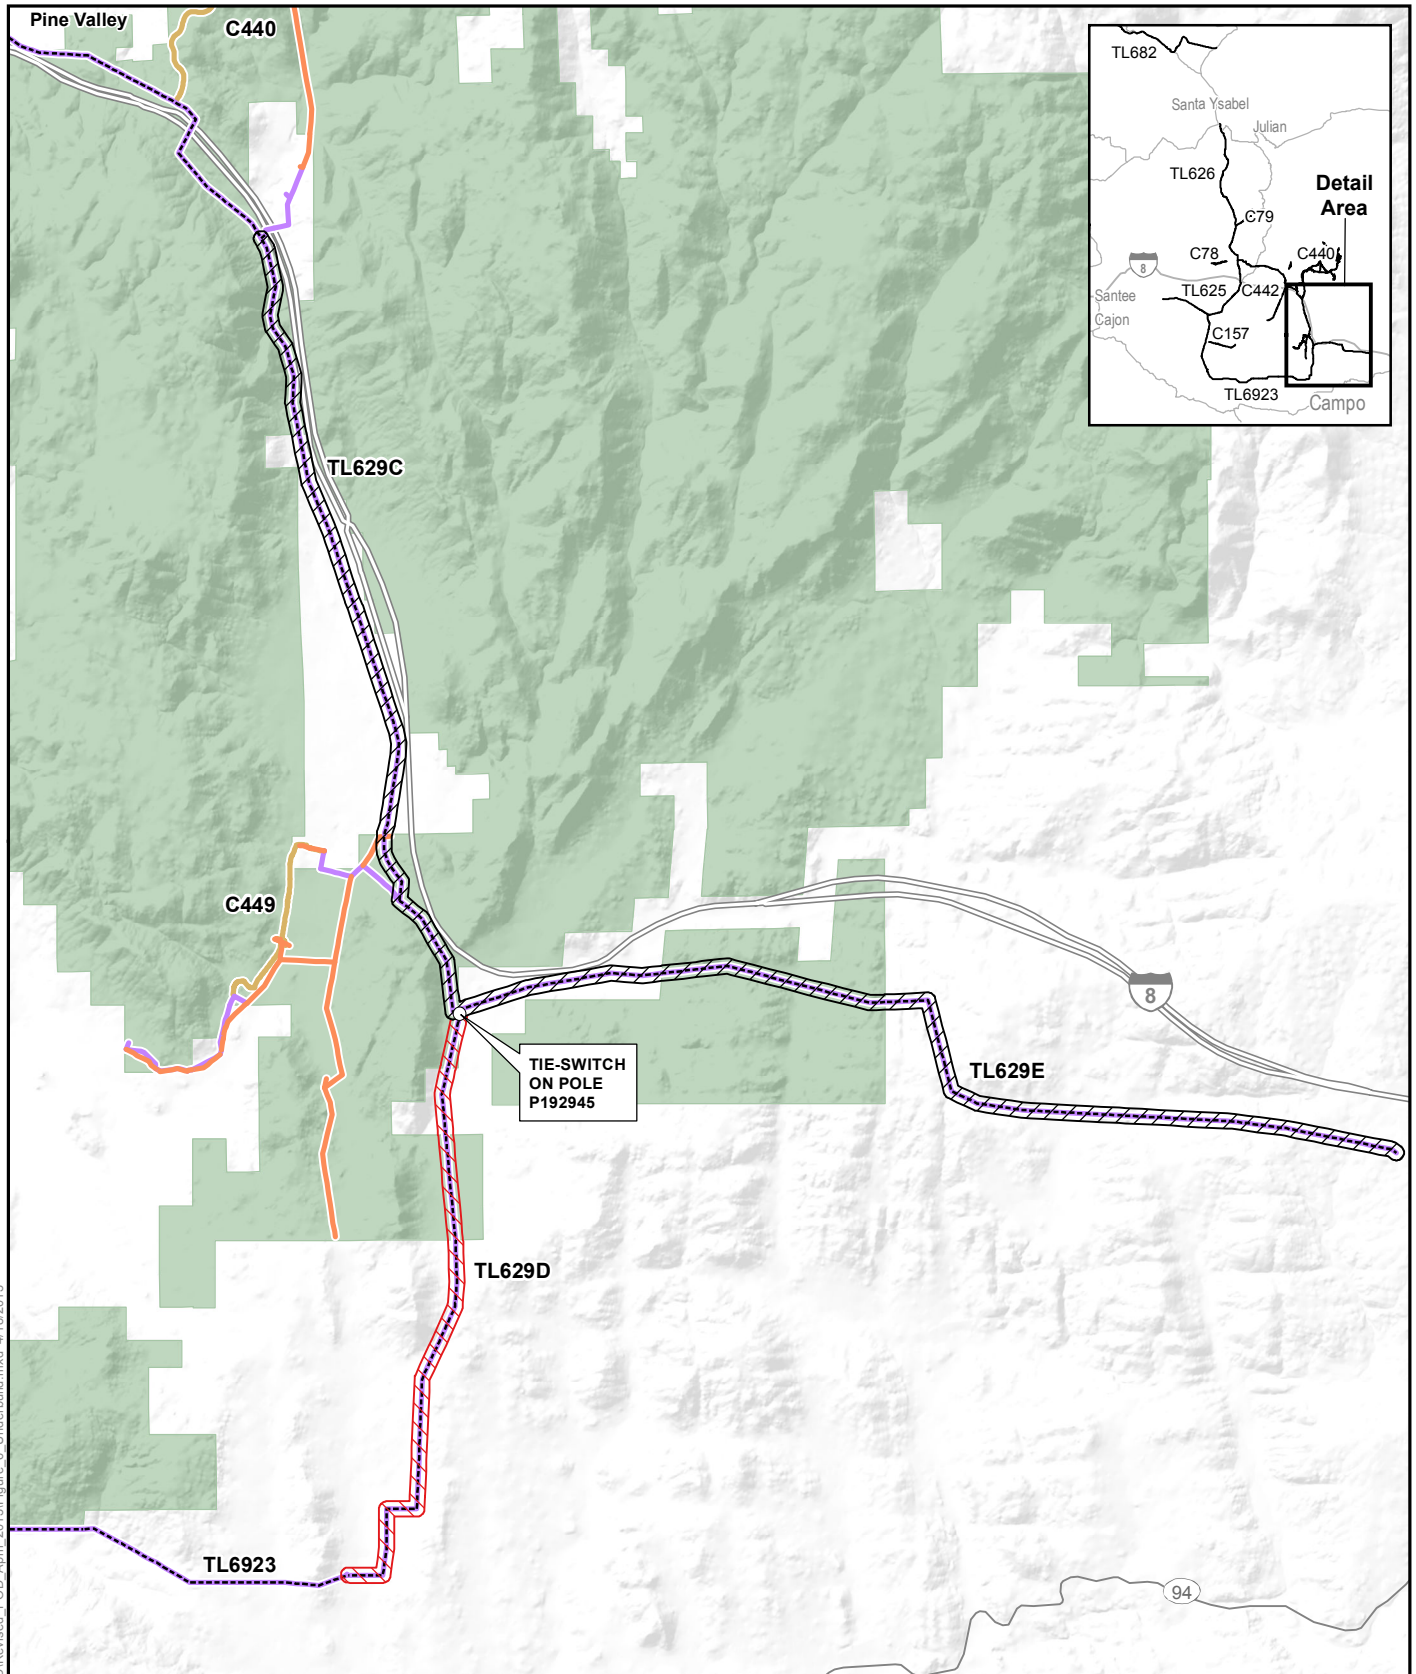 Pine Valley
C440
TL682
Santa Ysabel
Julian
TL626
Detail
Area
C79
C78
C440
8
TL625
C442
Santee
Cajon
C157
TL6923
Campo
TL629C
C449
8
TIE-SWITCH
ON POLE
P192945
TL629E
TL629D
TL6923
94